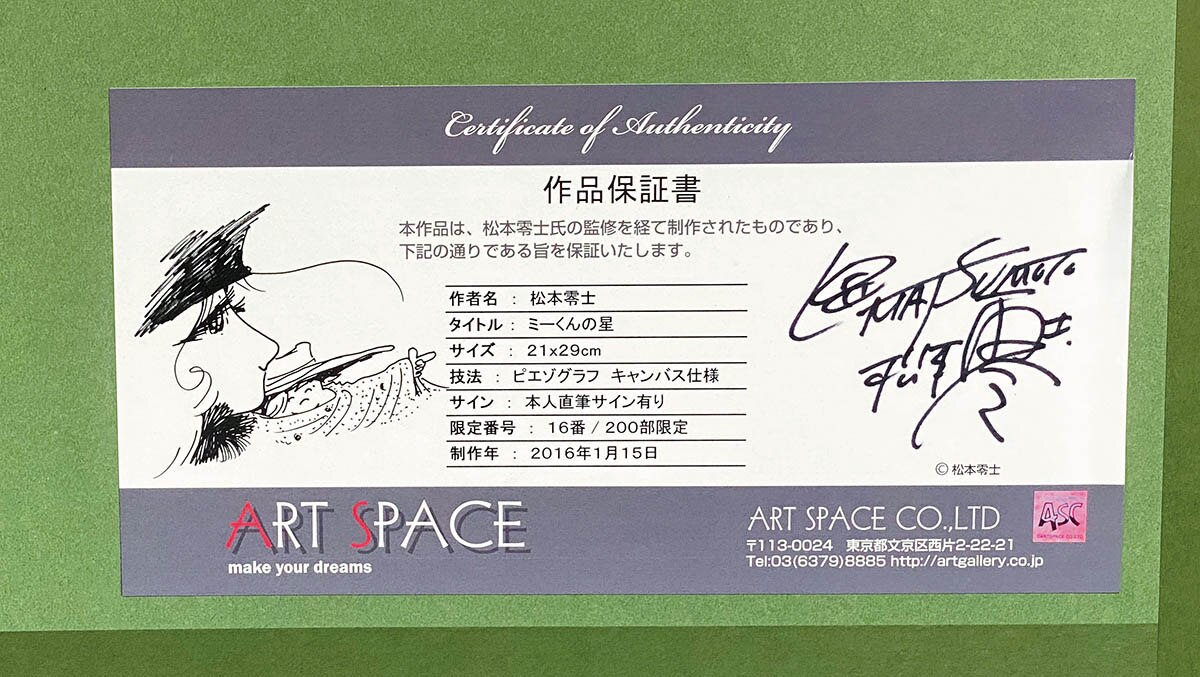 Certificate of Authenticity
作品保証書
本作品は、松本零士氏の監修を経て制作されたものであり、
下記の通りである旨を保証いたします。
作者名 : 松本零士
タイトル : ミーくんの星
サイズ : 21x29cm
技法 : ピエゾグラフ キャンバス仕様
サイン : 本人直筆サイン有り
限定番号 : 16番 / 200部限定
制作年 : 2016年1月15日
© 松本零士
ART SPACE
make your dreams
ART SPACE CO.,LTD
〒113-0024 東京都文京区西片2-22-21
Tel:03(6379)8885 http://artgallery.co.jp
ASC